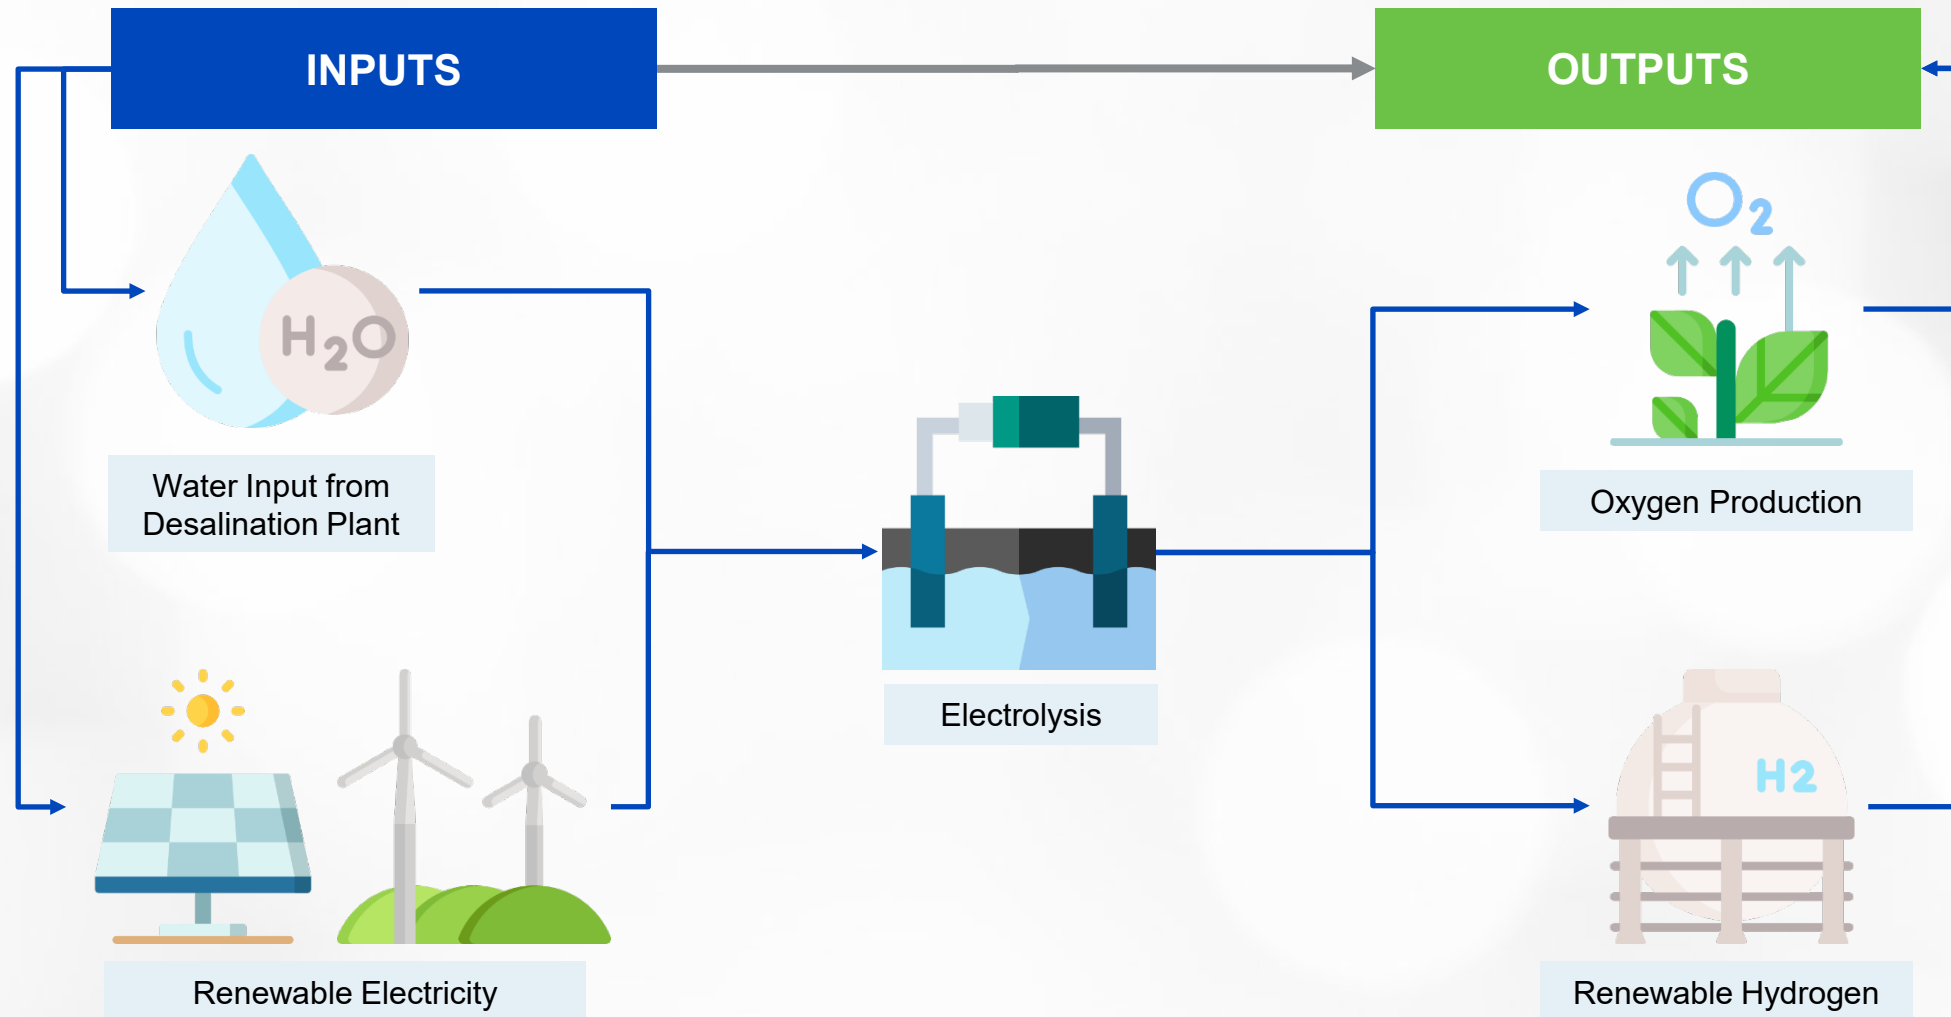 INPUTS
OUTPUTS
H2O
O2
Water Input from
Desalination Plant
Oxygen Production
Electrolysis
H2
Renewable Electricity
Renewable Hydrogen